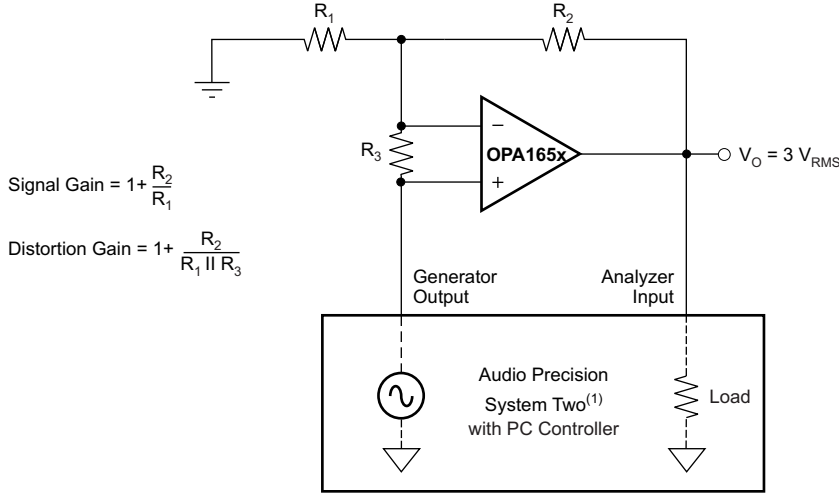 R1
R2
R3
−
OPA165x
+
VO = 3 VRMS
Signal Gain = 1+ R2
R1
Distortion Gain = 1+ R2
R1 II R3
Generator
Output
Analyzer
Input
Audio Precision
System Two(1)
with PC Controller
Load